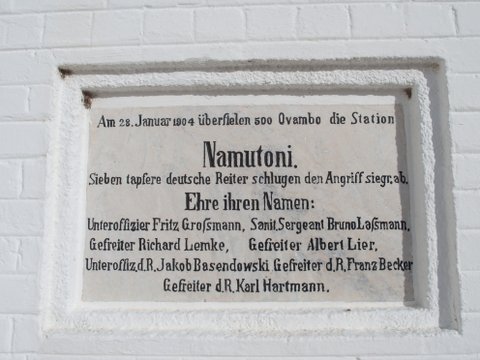 Am 28. Januar 1904 überfielen 500 Ovambo die Station
Namutoni.
Sieben tapfere deutsche Reiter schlugen den Angriff siegr. ab.
Ehre ihren Namen:
Unteroffizier Fritz Großmann, Sanit. Sergeant Bruno Laßmann,
Gefreiter Richard Lemke, Gefreiter Albert Lier,
Unteroffiz. d. R. Jakob Basendowski Gefreiter d. R. Franz Becker
Gefreiter d. R. Karl Hartmann.